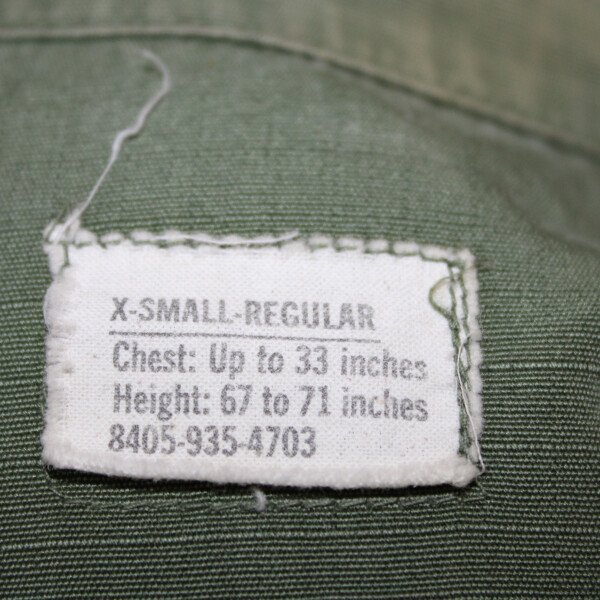 X-SMALL-REGULAR
Chest: Up to 33 inches
Height: 67 to 71 inches
8405-935-4703